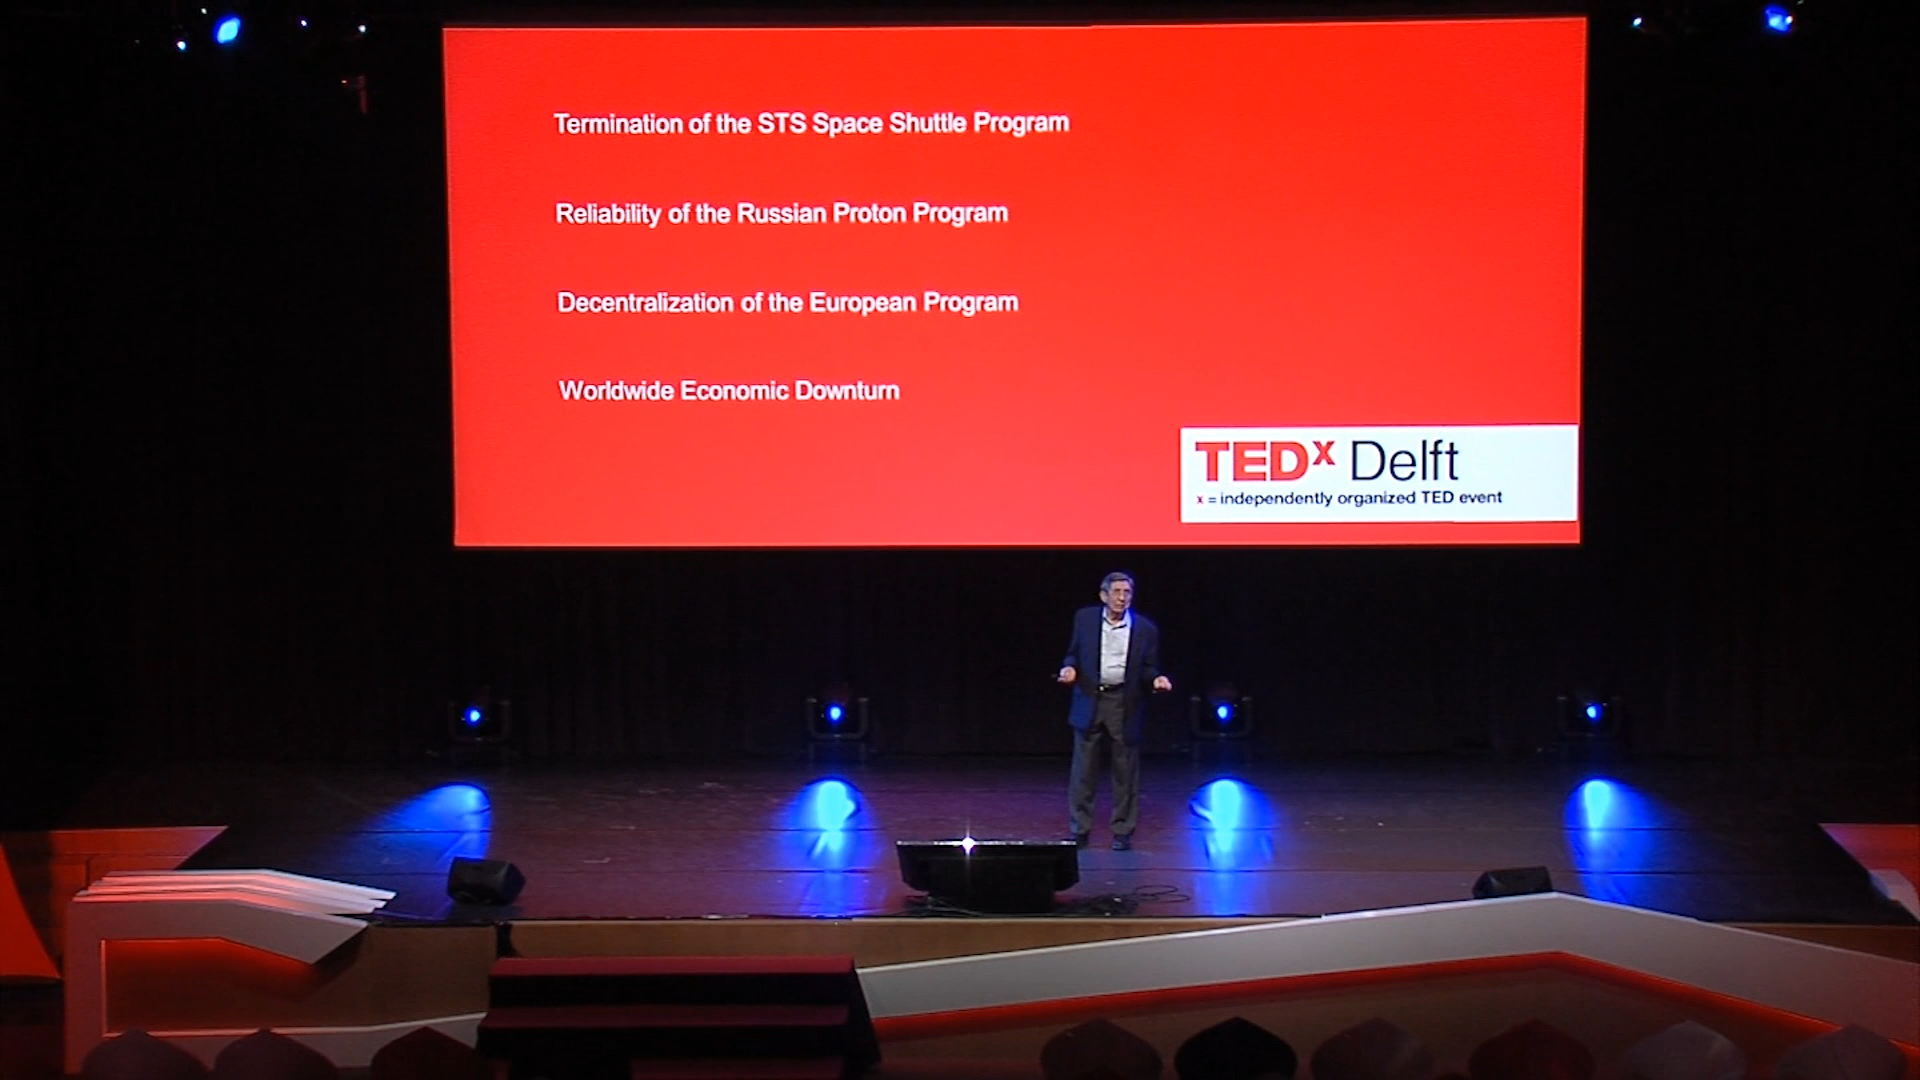 Termination of the STS Space Shuttle Program
Reliability of the Russian Proton Program
Decentralization of the European Program
Worldwide Economic Downturn
TEDx Delft
x = independently organized TED event